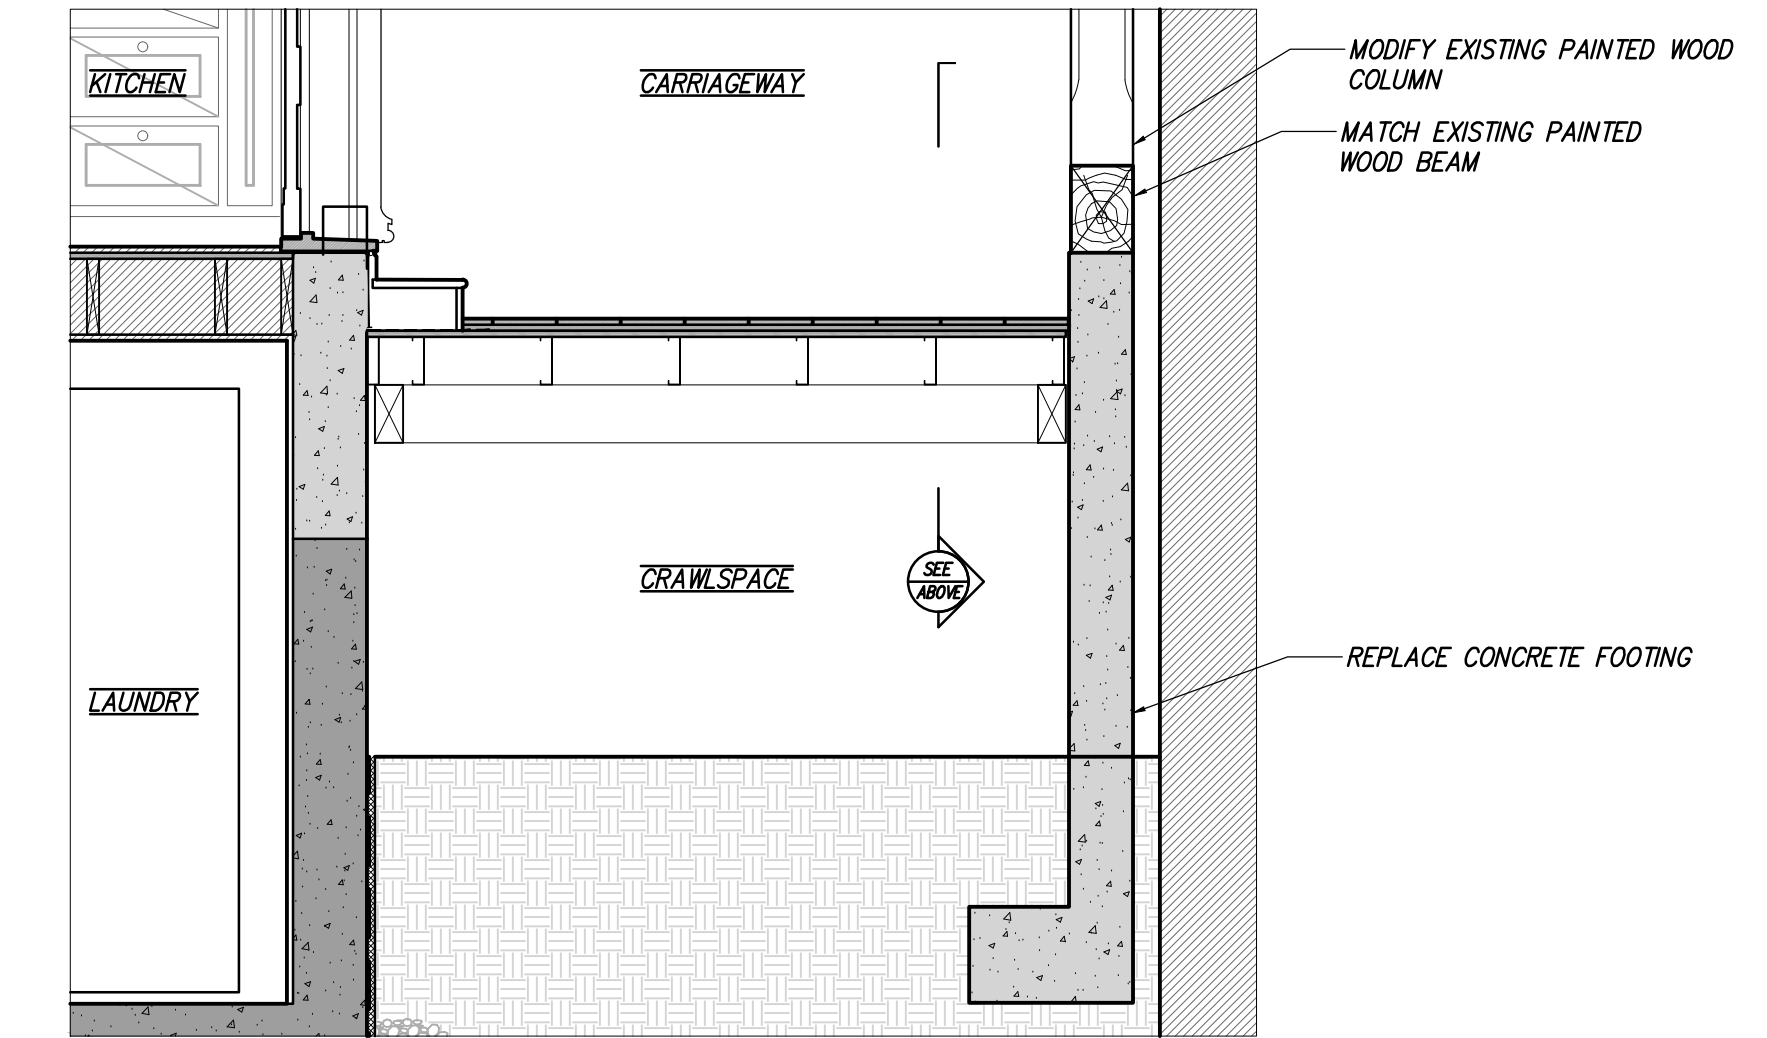 KITCHEN
CARRIAGEWAY
MODIFY EXISTING PAINTED WOOD
COLUMN
MATCH EXISTING PAINTED
WOOD BEAM
CRAWLSPACE
SEE
ABOVE
REPLACE CONCRETE FOOTING
LAUNDRY